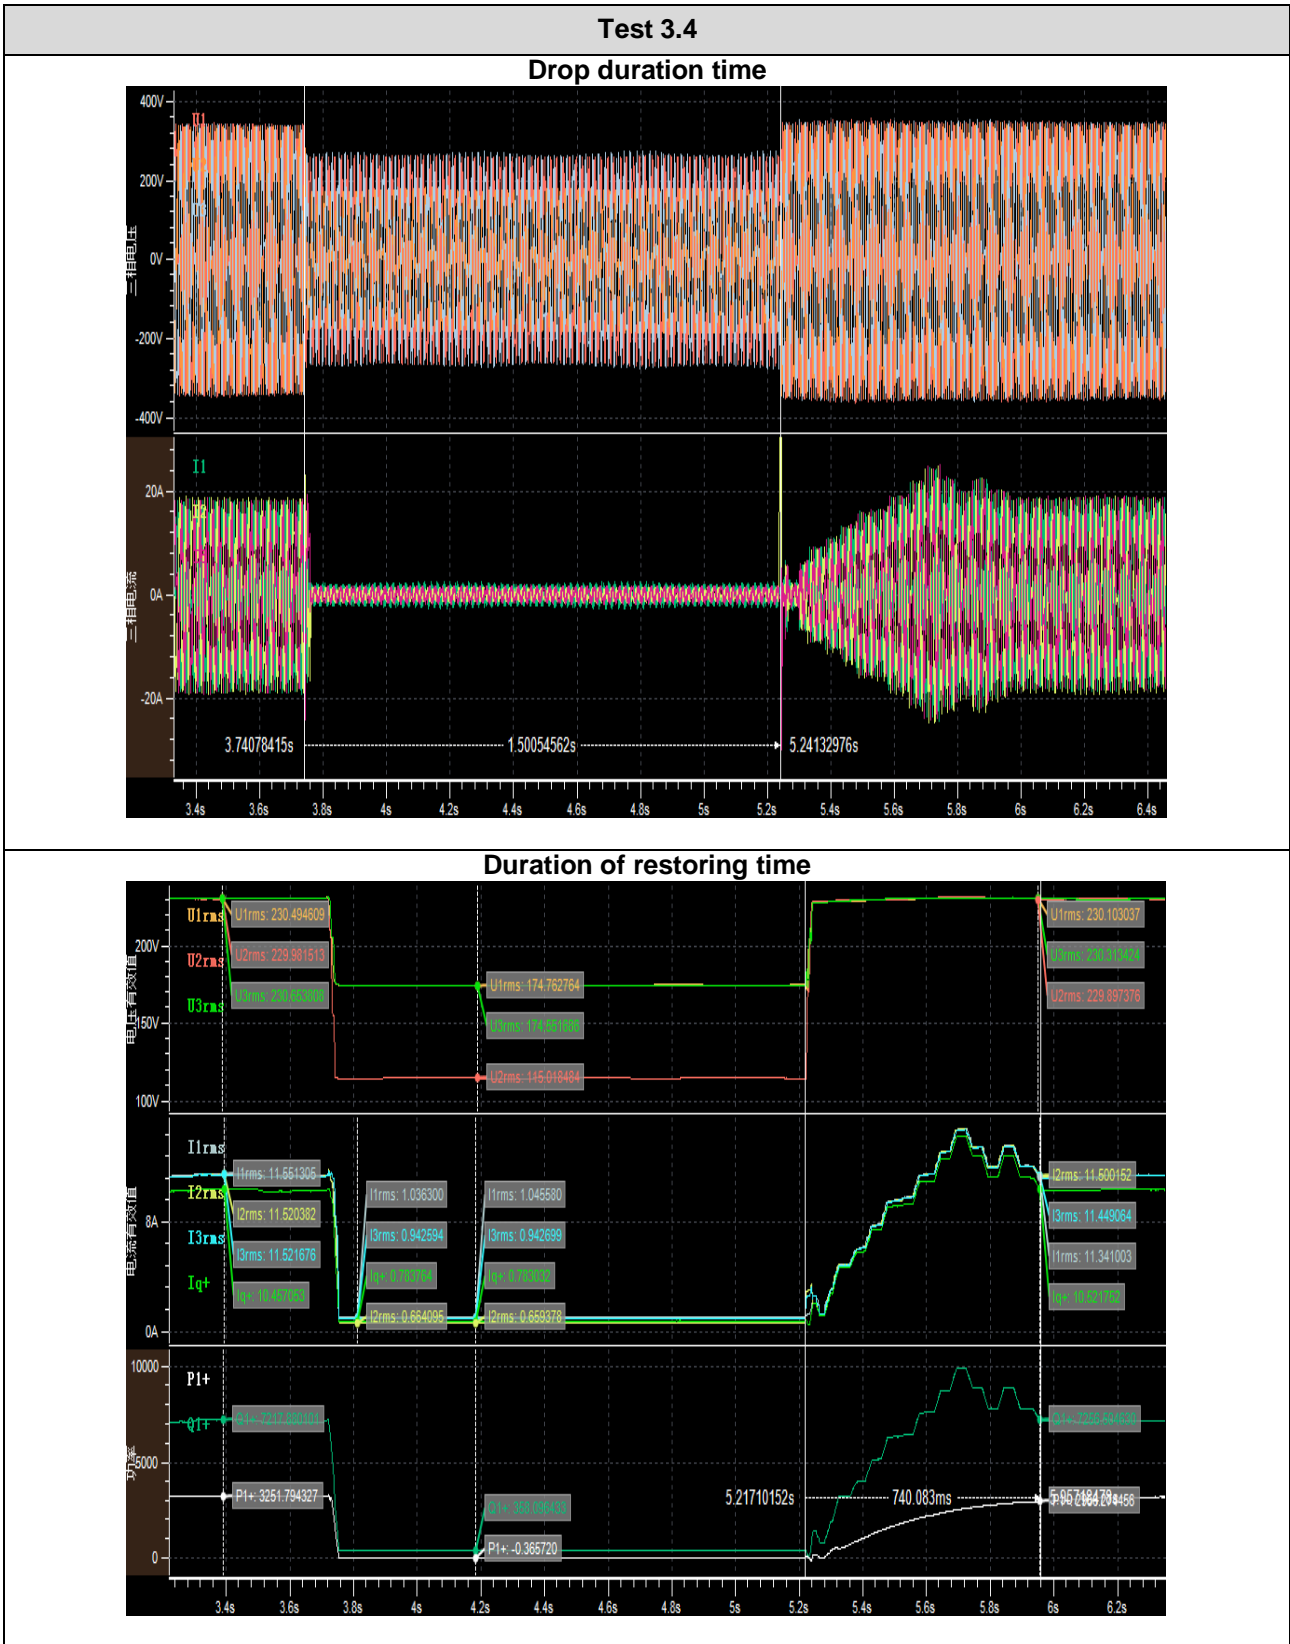 Test 3.4
Drop duration time
400V
U1
200V
0V
-200V
-400V
三相电压
I1
20A
I2
0A
-20A
三相电流
3.74078415s
1.50054562s
5.24132976s
3.4s 3.6s 3.8s 4s 4.2s 4.4s 4.6s 4.8s 5s 5.2s 5.4s 5.6s 5.8s 6s 6.2s 6.4s
Duration of restoring time
U1rms
U1rms: 230.494609
U1rms: 230.103037
200V
U2rms
U2rms: 229.981513
U3rms: 230.313424
U1rms: 174.762764
U3rms
U3rms: 230.653808
U2rms: 229.897376
150V
U3rms: 174.551686
U2rms: 115.018484
100V
电压有效值
I1rms
I1rms: 11.551305
I2rms: 11.500152
I2rms
I1rms: 1.036300
I1rms: 1.045580
I2rms: 11.520382
8A
I3rms: 11.449064
I3rms
I3rms: 11.521676
I3rms: 0.942594
I3rms: 0.942699
I1rms: 11.341003
Iq+
Iq+: 10.457053
Iq+: 0.783764
Iq+: 0.783032
Iq+: 10.521752
I2rms: 0.664095
I2rms: 0.659378
0A
电流有效值
10000
P1+
Q1+
5000
P1+: 3251.794327
5.21710152s
740.083ms
Q1+: 358.095433
P1+: -0.365720
0
功率
3.4s 3.6s 3.8s 4s 4.2s 4.4s 4.6s 4.8s 5s 5.2s 5.4s 5.6s 5.8s 6s 6.2s